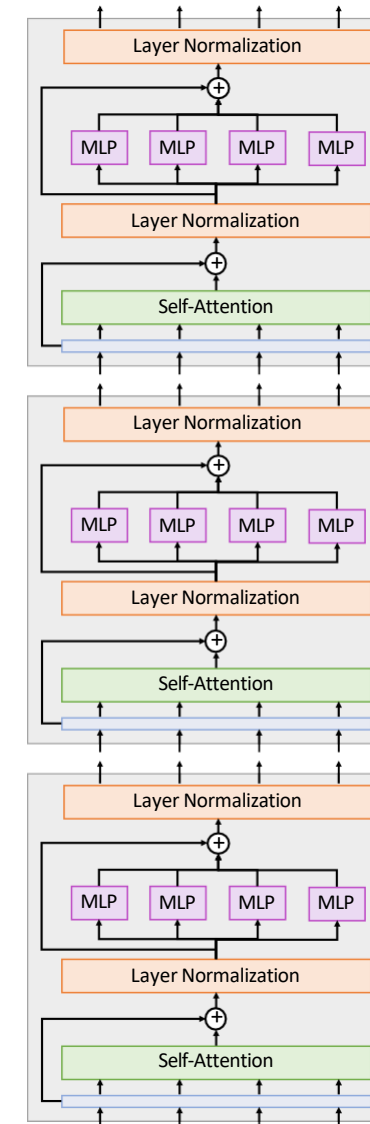 Layer Normalization
+
MLP MLP MLP MLP
Layer Normalization
+
Self-Attention
Layer Normalization
+
MLP MLP MLP MLP
Layer Normalization
+
Self-Attention
Layer Normalization
+
MLP MLP MLP MLP
Layer Normalization
+
Self-Attention